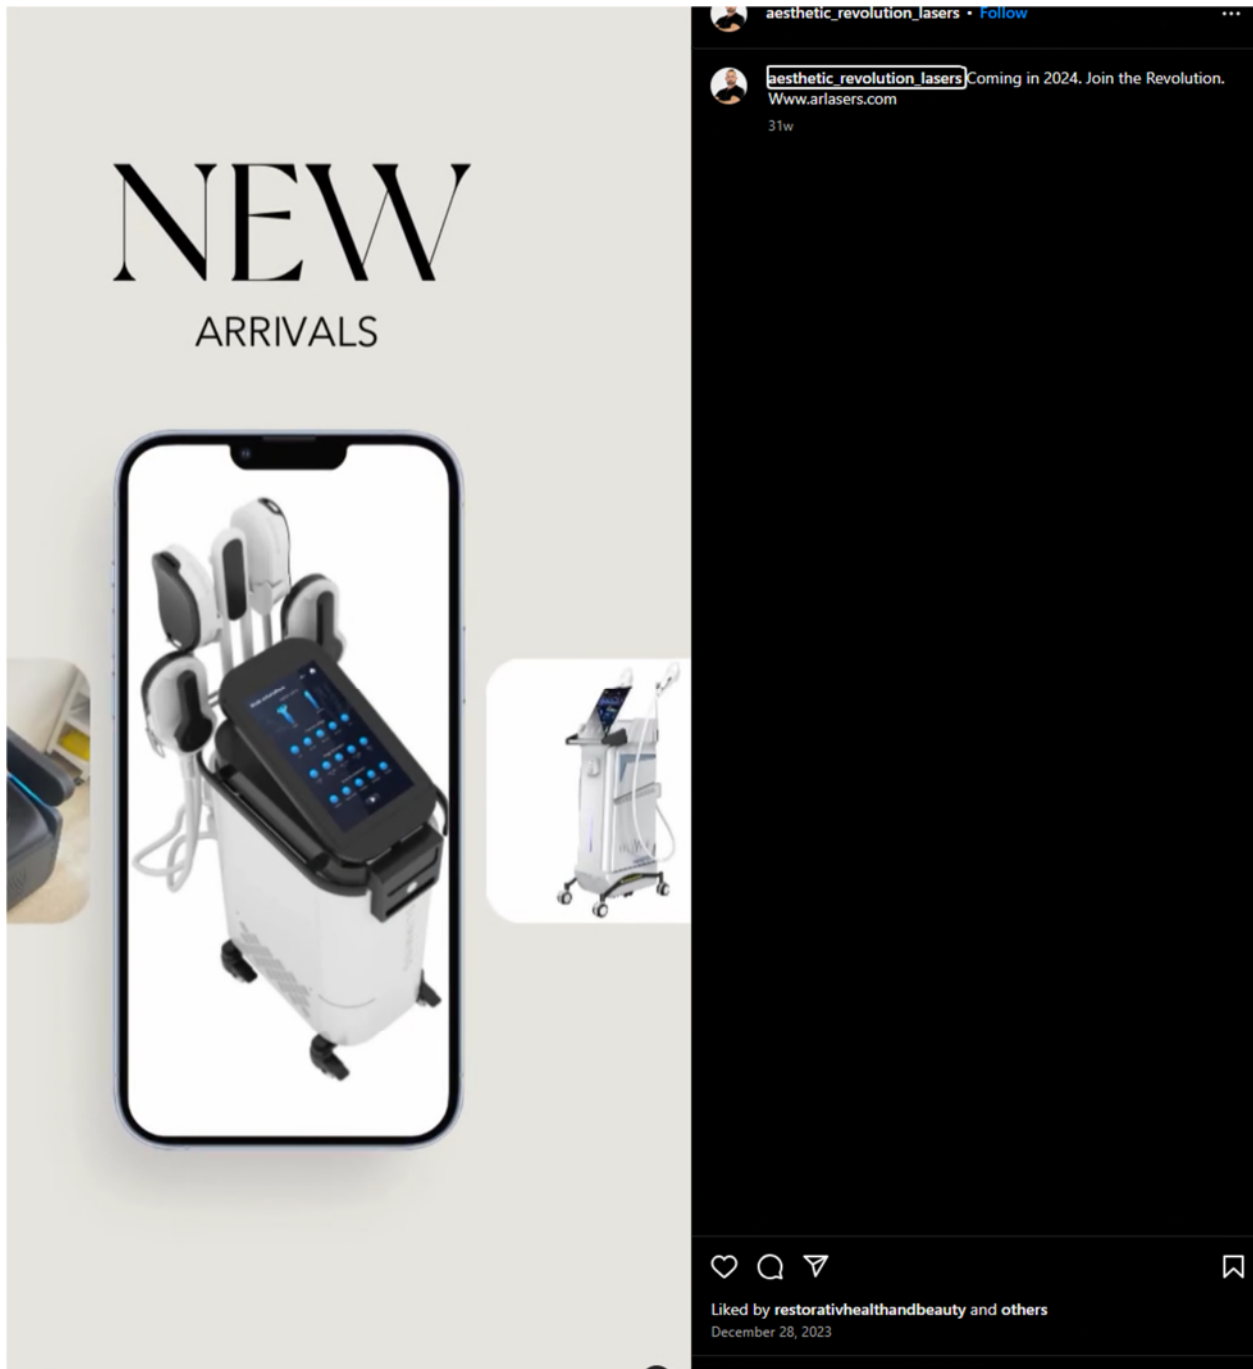 aesthetic_revolution_lasers • Follow
aesthetic_revolution_lasers Coming in 2024. Join the Revolution.
Www.arlasers.com
31w
NEW
ARRIVALS
Liked by restorativhealthandbeauty and others
December 28, 2023